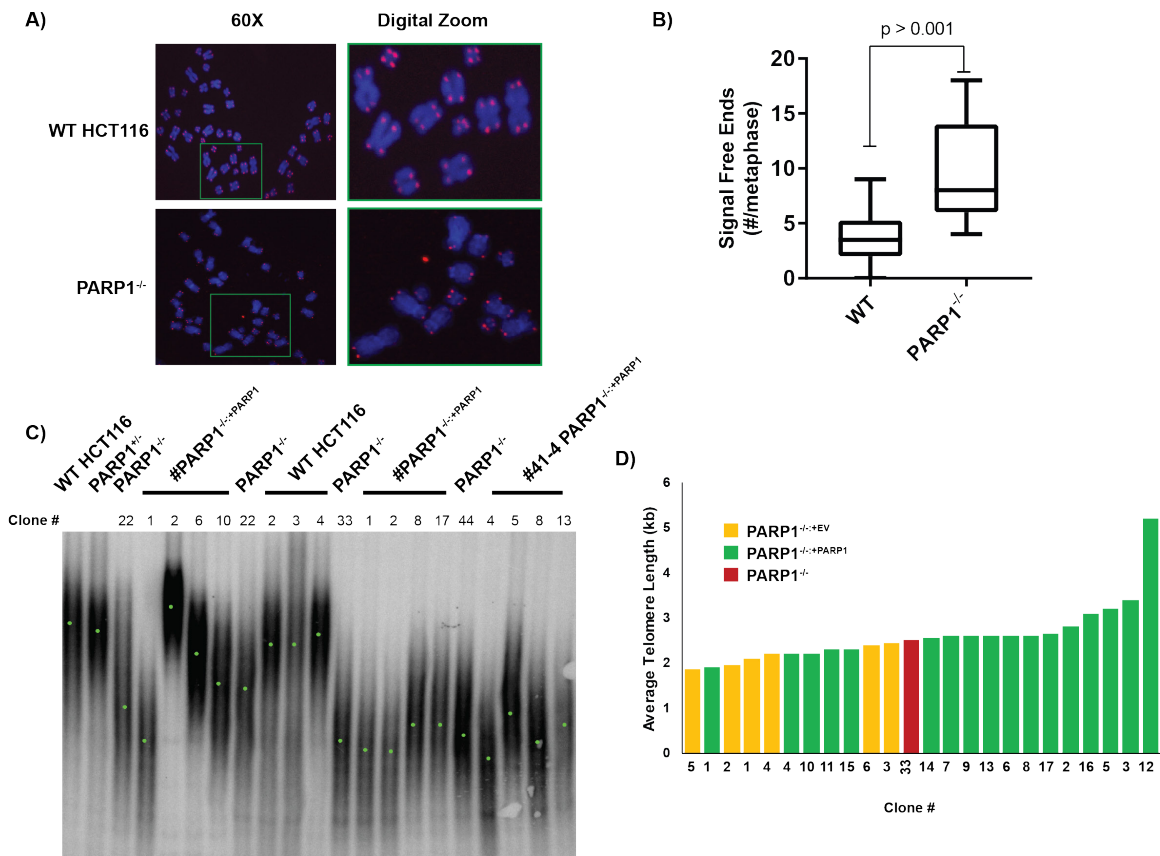 A)
60X
Digital Zoom
WT HCT116
PARP1-/-
B)
p > 0.001
Signal Free Ends
(#/metaphase)
20
15
10
5
0
WT
PARP1-/-
C)
WT HCT116
PARP1+/-
PARP1-/-
#PARP1-/-:+PARP1
PARP1-/-
WT HCT116
PARP1-/-
#PARP1-/-:+PARP1
PARP1-/-
#41-4 PARP1-/-:+PARP1
Clone #
22 1 2 6 10 22 2 3 4 33 1 2 8 17 44 4 5 8 13
D)
Average Telomere Length (kb)
6
5
4
3
2
1
0
PARP1-/-:+EV
PARP1-/-:+PARP1
PARP1-/-
5 1 2 1 4 4 10 11 15 6 3 33 14 7 9 13 6 8 17 2 16 5 3 12
Clone #